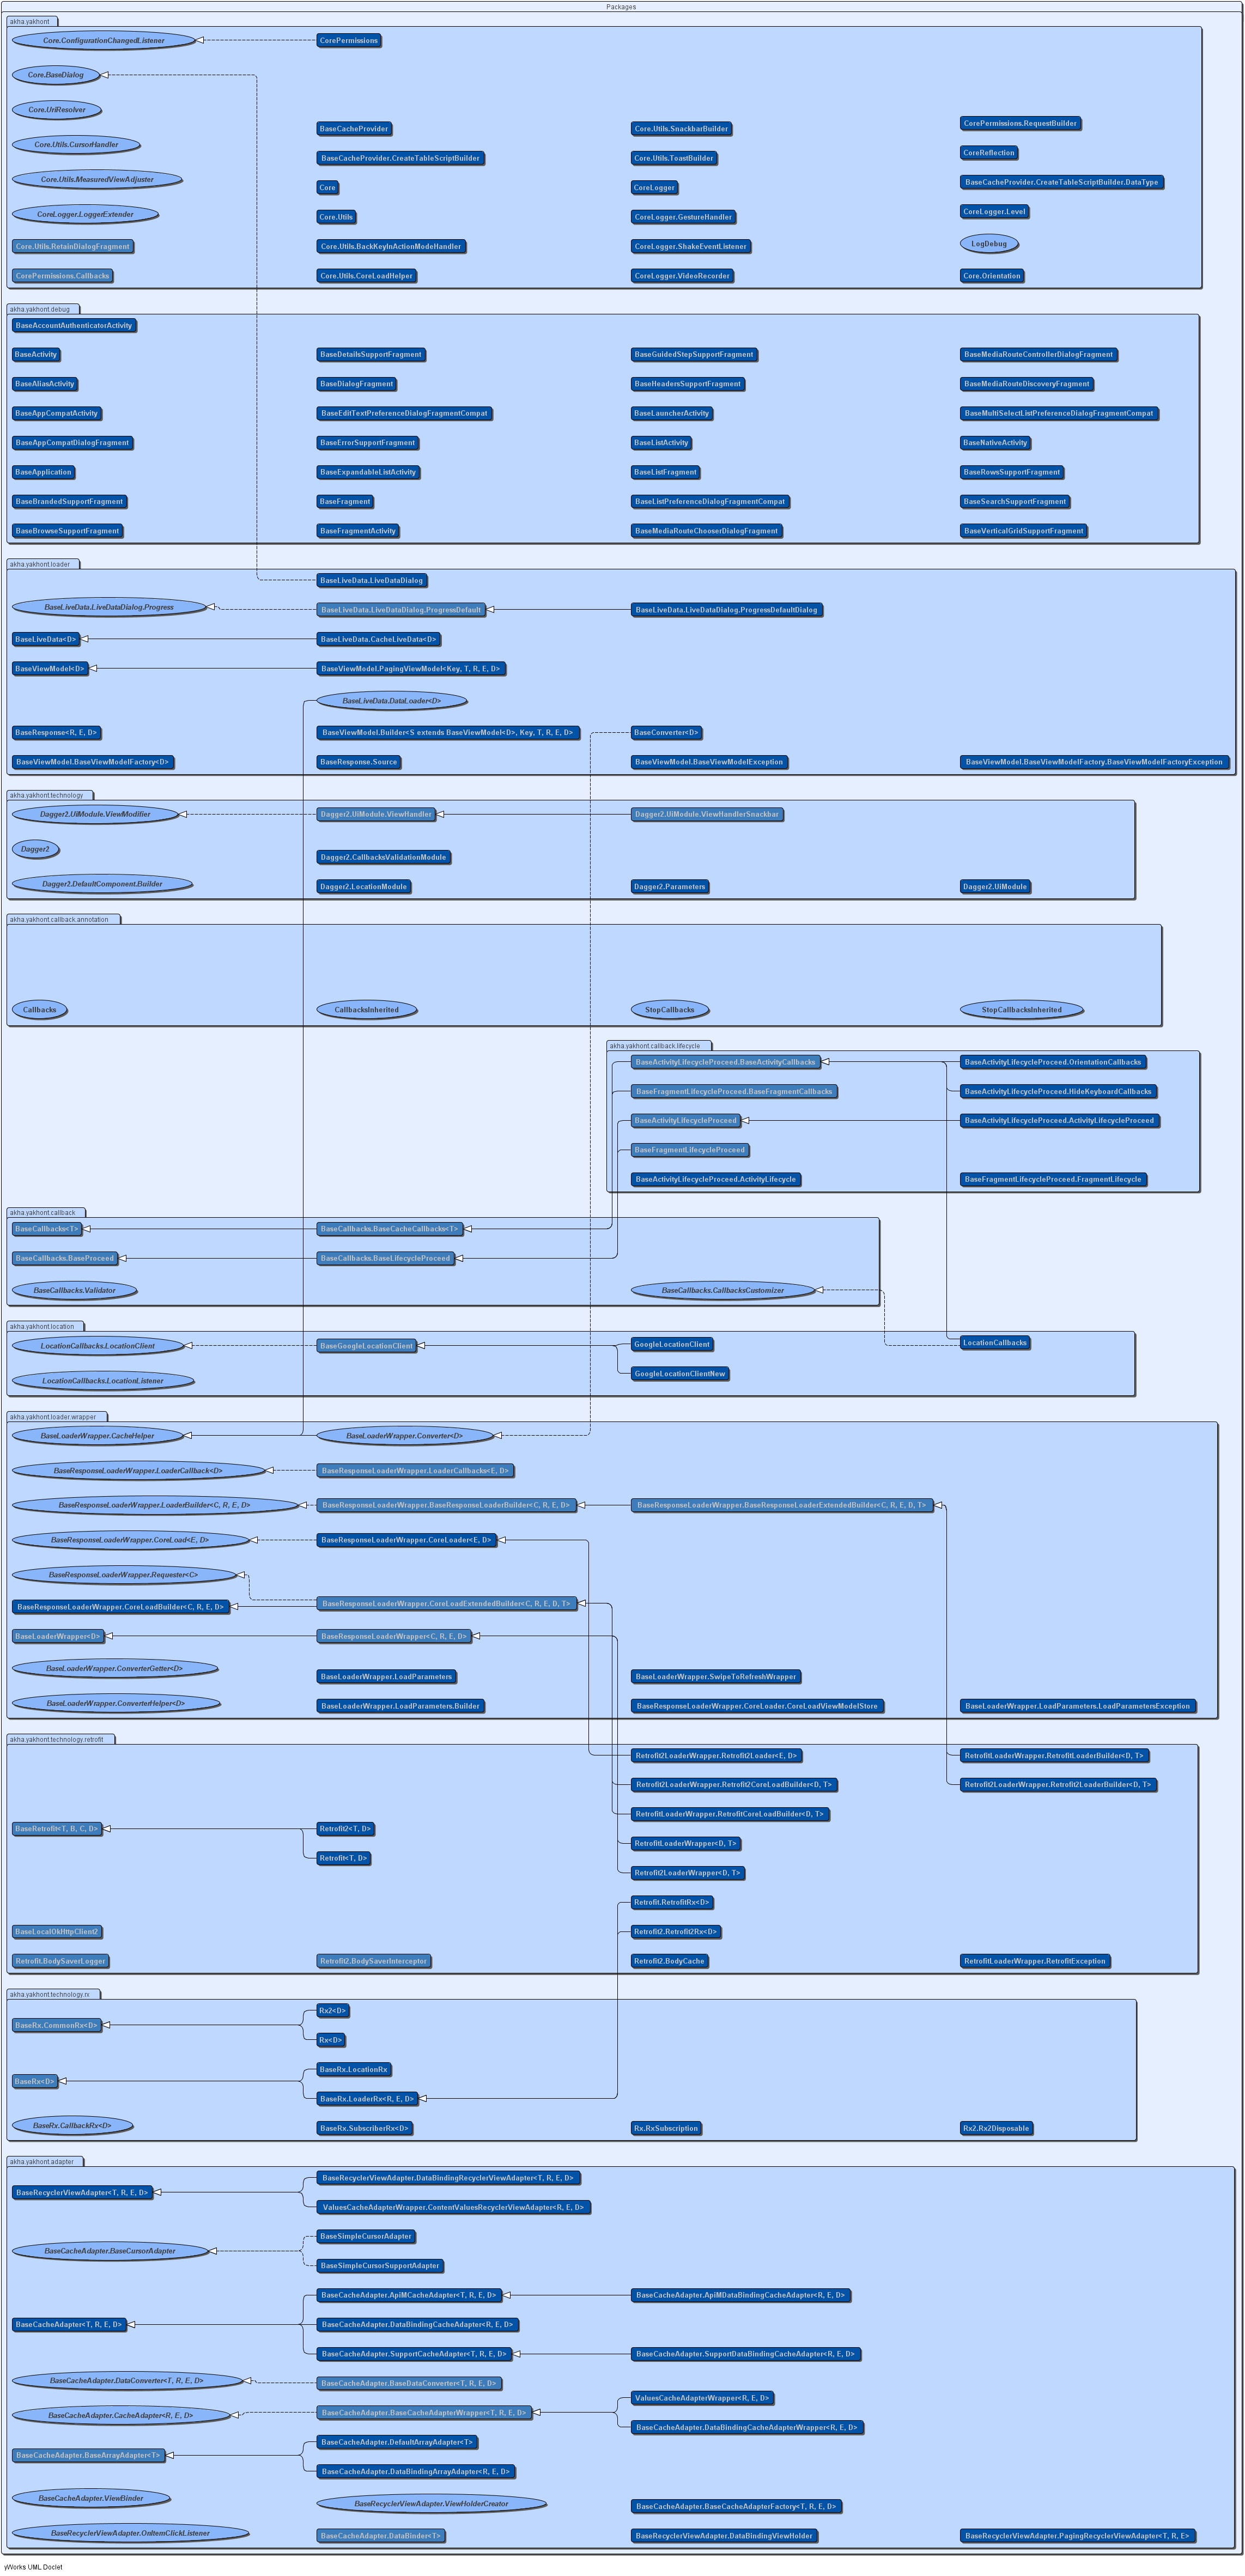 Packages
akha.yakhont
Core.ConfigurationChangedListener
CorePermissions
Core.BaseDialog
Core.UriResolver
BaseCacheProvider
Core.Utils.SnackbarBuilder
CorePermissions.RequestBuilder
Core.Utils.CursorHandler
BaseCacheProvider.CreateTableScriptBuilder
Core.Utils.ToastBuilder
CoreReflection
Core.Utils.MeasuredViewAdjuster
Core
CoreLogger
BaseCacheProvider.CreateTableScriptBuilder.DataType
CoreLogger.LoggerExtender
Core.Utils
CoreLogger.GestureHandler
CoreLogger.Level
Core.Utils.RetainDialogFragment
Core.Utils.BackKeyInActionModeHandler
CoreLogger.ShakeEventListener
LogDebug
CorePermissions.Callbacks
Core.Utils.CoreLoadHelper
CoreLogger.VideoRecorder
Core.Orientation
akha.yakhont.debug
BaseAccountAuthenticatorActivity
BaseActivity
BaseDetailsSupportFragment
BaseGuidedStepSupportFragment
BaseMediaRouteControllerDialogFragment
BaseAliasActivity
BaseDialogFragment
BaseHeadersSupportFragment
BaseMediaRouteDiscoveryFragment
BaseAppCompatActivity
BaseEditTextPreferenceDialogFragmentCompat
BaseLauncherActivity
BaseMultiSelectListPreferenceDialogFragmentCompat
BaseAppCompatDialogFragment
BaseErrorSupportFragment
BaseListActivity
BaseNativeActivity
BaseApplication
BaseExpandableListActivity
BaseListFragment
BaseRowsSupportFragment
BaseBrandedSupportFragment
BaseFragment
BaseListPreferenceDialogFragmentCompat
BaseSearchSupportFragment
BaseBrowseSupportFragment
BaseFragmentActivity
BaseMediaRouteChooserDialogFragment
BaseVerticalGridSupportFragment
akha.yakhont.loader
BaseLiveData.LiveDataDialog
BaseLiveData.LiveDataDialog.Progress
BaseLiveData.LiveDataDialog.ProgressDefault
BaseLiveData.LiveDataDialog.ProgressDefaultDialog
BaseLiveData<D>
BaseLiveData.CacheLiveData<D>
BaseViewModel<D>
BaseViewModel.PagingViewModel<Key, T, R, E, D>
BaseLiveData.DataLoader<D>
BaseResponse<R, E, D>
BaseViewModel.Builder<S extends BaseViewModel<D>, Key, T, R, E, D>
BaseConverter<D>
BaseViewModel.BaseViewModelFactory<D>
BaseResponse.Source
BaseViewModel.BaseViewModelException
BaseViewModel.BaseViewModelFactory.BaseViewModelFactoryException
akha.yakhont.technology
Dagger2.UiModule.ViewModifier
Dagger2.UiModule.ViewHandler
Dagger2.UiModule.ViewHandlerSnackbar
Dagger2
Dagger2.CallbacksValidationModule
Dagger2.DefaultComponent.Builder
Dagger2.LocationModule
Dagger2.Parameters
Dagger2.UiModule
akha.yakhont.callback.annotation
Callbacks
CallbacksInherited
StopCallbacks
StopCallbacksInherited
akha.yakhont.callback.lifecycle
BaseActivityLifecycleProceed.BaseActivityCallbacks
BaseActivityLifecycleProceed.OrientationCallbacks
BaseFragmentLifecycleProceed.BaseFragmentCallbacks
BaseActivityLifecycleProceed.HideKeyboardCallbacks
BaseActivityLifecycleProceed
BaseActivityLifecycleProceed.ActivityLifecycleProceed
BaseFragmentLifecycleProceed
BaseActivityLifecycleProceed.ActivityLifecycle
BaseFragmentLifecycleProceed.FragmentLifecycle
akha.yakhont.callback
BaseCallbacks<T>
BaseCallbacks.BaseCacheCallbacks<T>
BaseCallbacks.BaseProceed
BaseCallbacks.BaseLifecycleProceed
BaseCallbacks.Validator
BaseCallbacks.CallbacksCustomizer
akha.yakhont.location
LocationCallbacks.LocationClient
BaseGoogleLocationClient
GoogleLocationClient
LocationCallbacks
GoogleLocationClientNew
LocationCallbacks.LocationListener
akha.yakhont.loader.wrapper
BaseLoaderWrapper.CacheHelper
BaseLoaderWrapper.Converter<D>
BaseResponseLoaderWrapper.LoaderCallback<D>
BaseResponseLoaderWrapper.LoaderCallbacks<E, D>
BaseResponseLoaderWrapper.LoaderBuilder<C, R, E, D>
BaseResponseLoaderWrapper.BaseResponseLoaderBuilder<C, R, E, D>
BaseResponseLoaderWrapper.BaseResponseLoaderExtendedBuilder<C, R, E, D, T>
BaseResponseLoaderWrapper.CoreLoad<E, D>
BaseResponseLoaderWrapper.CoreLoader<E, D>
BaseResponseLoaderWrapper.Requester<C>
BaseResponseLoaderWrapper.CoreLoadBuilder<C, R, E, D>
BaseResponseLoaderWrapper.CoreLoadExtendedBuilder<C, R, E, D, T>
BaseLoaderWrapper<D>
BaseResponseLoaderWrapper<C, R, E, D>
BaseLoaderWrapper.ConverterGetter<D>
BaseLoaderWrapper.LoadParameters
BaseLoaderWrapper.SwipeToRefreshWrapper
BaseLoaderWrapper.ConverterHelper<D>
BaseLoaderWrapper.LoadParameters.Builder
BaseResponseLoaderWrapper.CoreLoader.CoreLoadViewModelStore
BaseLoaderWrapper.LoadParameters.LoadParametersException
akha.yakhont.technology.retrofit
Retrofit2LoaderWrapper.Retrofit2Loader<E, D>
RetrofitLoaderWrapper.RetrofitLoaderBuilder<D, T>
Retrofit2LoaderWrapper.Retrofit2CoreLoadBuilder<D, T>
Retrofit2LoaderWrapper.Retrofit2LoaderBuilder<D, T>
RetrofitLoaderWrapper.RetrofitCoreLoadBuilder<D, T>
BaseRetrofit<T, B, C, D>
Retrofit2<T, D>
RetrofitLoaderWrapper<D, T>
Retrofit<T, D>
Retrofit2LoaderWrapper<D, T>
Retrofit.RetrofitRx<D>
BaseLocalOkHttpClient2
Retrofit2.Retrofit2Rx<D>
Retrofit.BodySaverLogger
Retrofit2.BodySaverInterceptor
Retrofit2.BodyCache
RetrofitLoaderWrapper.RetrofitException
akha.yakhont.technology.rx
Rx2<D>
BaseRx.CommonRx<D>
Rx<D>
BaseRx.LocationRx
BaseRx<D>
BaseRx.LoaderRx<R, E, D>
BaseRx.CallbackRx<D>
BaseRx.SubscriberRx<D>
Rx.RxSubscription
Rx2.Rx2Disposable
akha.yakhont.adapter
BaseRecyclerViewAdapter.DataBindingRecyclerViewAdapter<T, R, E, D>
BaseRecyclerViewAdapter<T, R, E, D>
ValuesCacheAdapterWrapper.ContentValuesRecyclerViewAdapter<R, E, D>
BaseSimpleCursorAdapter
BaseCacheAdapter.BaseCursorAdapter
BaseSimpleCursorSupportAdapter
BaseCacheAdapter.ApiMCacheAdapter<T, R, E, D>
BaseCacheAdapter.ApiMDataBindingCacheAdapter<R, E, D>
BaseCacheAdapter<T, R, E, D>
BaseCacheAdapter.DataBindingCacheAdapter<R, E, D>
BaseCacheAdapter.SupportCacheAdapter<T, R, E, D>
BaseCacheAdapter.SupportDataBindingCacheAdapter<R, E, D>
BaseCacheAdapter.DataConverter<T, R, E, D>
BaseCacheAdapter.BaseDataConverter<T, R, E, D>
ValuesCacheAdapterWrapper<R, E, D>
BaseCacheAdapter.CacheAdapter<R, E, D>
BaseCacheAdapter.BaseCacheAdapterWrapper<T, R, E, D>
BaseCacheAdapter.DataBindingCacheAdapterWrapper<R, E, D>
BaseCacheAdapter.DefaultArrayAdapter<T>
BaseCacheAdapter.BaseArrayAdapter<T>
BaseCacheAdapter.DataBindingArrayAdapter<R, E, D>
BaseCacheAdapter.ViewBinder
BaseRecyclerViewAdapter.ViewHolderCreator
BaseCacheAdapter.BaseCacheAdapterFactory<T, R, E, D>
BaseRecyclerViewAdapter.OnItemClickListener
BaseCacheAdapter.DataBinder<T>
BaseRecyclerViewAdapter.DataBindingViewHolder
BaseRecyclerViewAdapter.PagingRecyclerViewAdapter<T, R, E>
yWorks UML Doclet